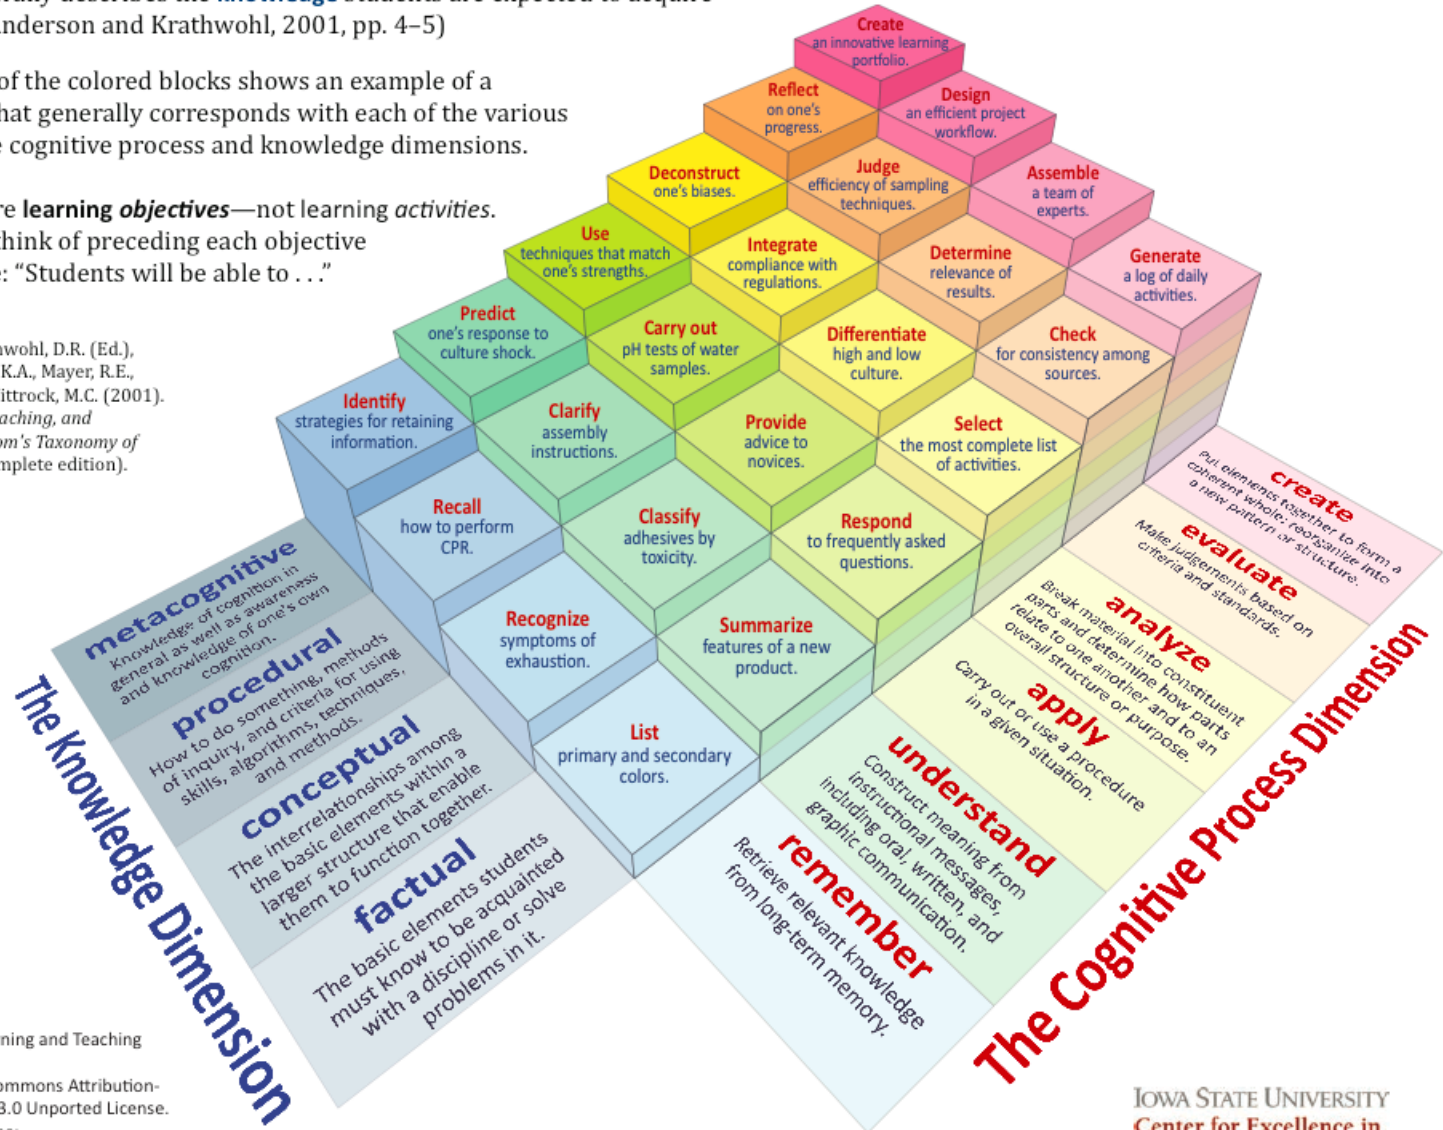 describes the knowledge students are expected to acquire
nderson and Krathwohl, 2001, pp. 4–5)
of the colored blocks shows an example of a
hat generally corresponds with each of the various
e cognitive process and knowledge dimensions.
re learning objectives—not learning activities.
think of preceding each objective
e: “Students will be able to . . .”
nwohl, D.R. (Ed.),
K.A., Mayer, R.E.,
ittrock, M.C. (2001).
aching, and
om's Taxonomy of
mplete edition).
Create
an innovative learning
portfolio.
Reflect
on one's
progress.
Design
an efficient project
workflow.
Deconstruct
one's biases.
Judge
efficiency of sampling
techniques.
Assemble
a team of
experts.
Use
techniques that match
one's strengths.
Integrate
compliance with
regulations.
Determine
relevance of
results.
Generate
a log of daily
activities.
Predict
one's response to
culture shock.
Carry out
pH tests of water
samples.
Differentiate
high and low
culture.
Check
for consistency among
sources.
Identify
strategies for retaining
information.
Clarify
assembly
instructions.
Provide
advice to
novices.
Select
the most complete list
of activities.
Recall
how to perform
CPR.
Classify
adhesives by
toxicity.
Respond
to frequently asked
questions.
Recognize
symptoms of
exhaustion.
Summarize
features of a new
product.
List
primary and secondary
colors.
metacognitive
Knowledge of cognition in
general as well as awareness
and knowledge of one's own
cognition.
procedural
How to do something, methods
of inquiry, and criteria for using
skills, algorithms, techniques,
and methods.
conceptual
The interrelationships among
the basic elements within a
larger structure that enable
them to function together.
factual
The basic elements students
must know to be acquainted
with a discipline or solve
problems in it.
The Knowledge Dimension
create
Put elements together to form a
coherent whole; reorganize into
a new pattern or structure.
evaluate
Make judgements based on
criteria and standards.
analyze
Break material into constituent
parts and determine how parts
relate to one another and to an
overall structure or purpose.
apply
Carry out or use a procedure
in a given situation.
understand
Construct meaning from
instructional messages,
including oral, written, and
graphic communication.
remember
Retrieve relevant knowledge
from long-term memory.
The Cognitive Process Dimension
ning and Teaching
ommons Attribution-
3.0 Unported License.
IOWA STATE UNIVERSITY
Center for Excellence in